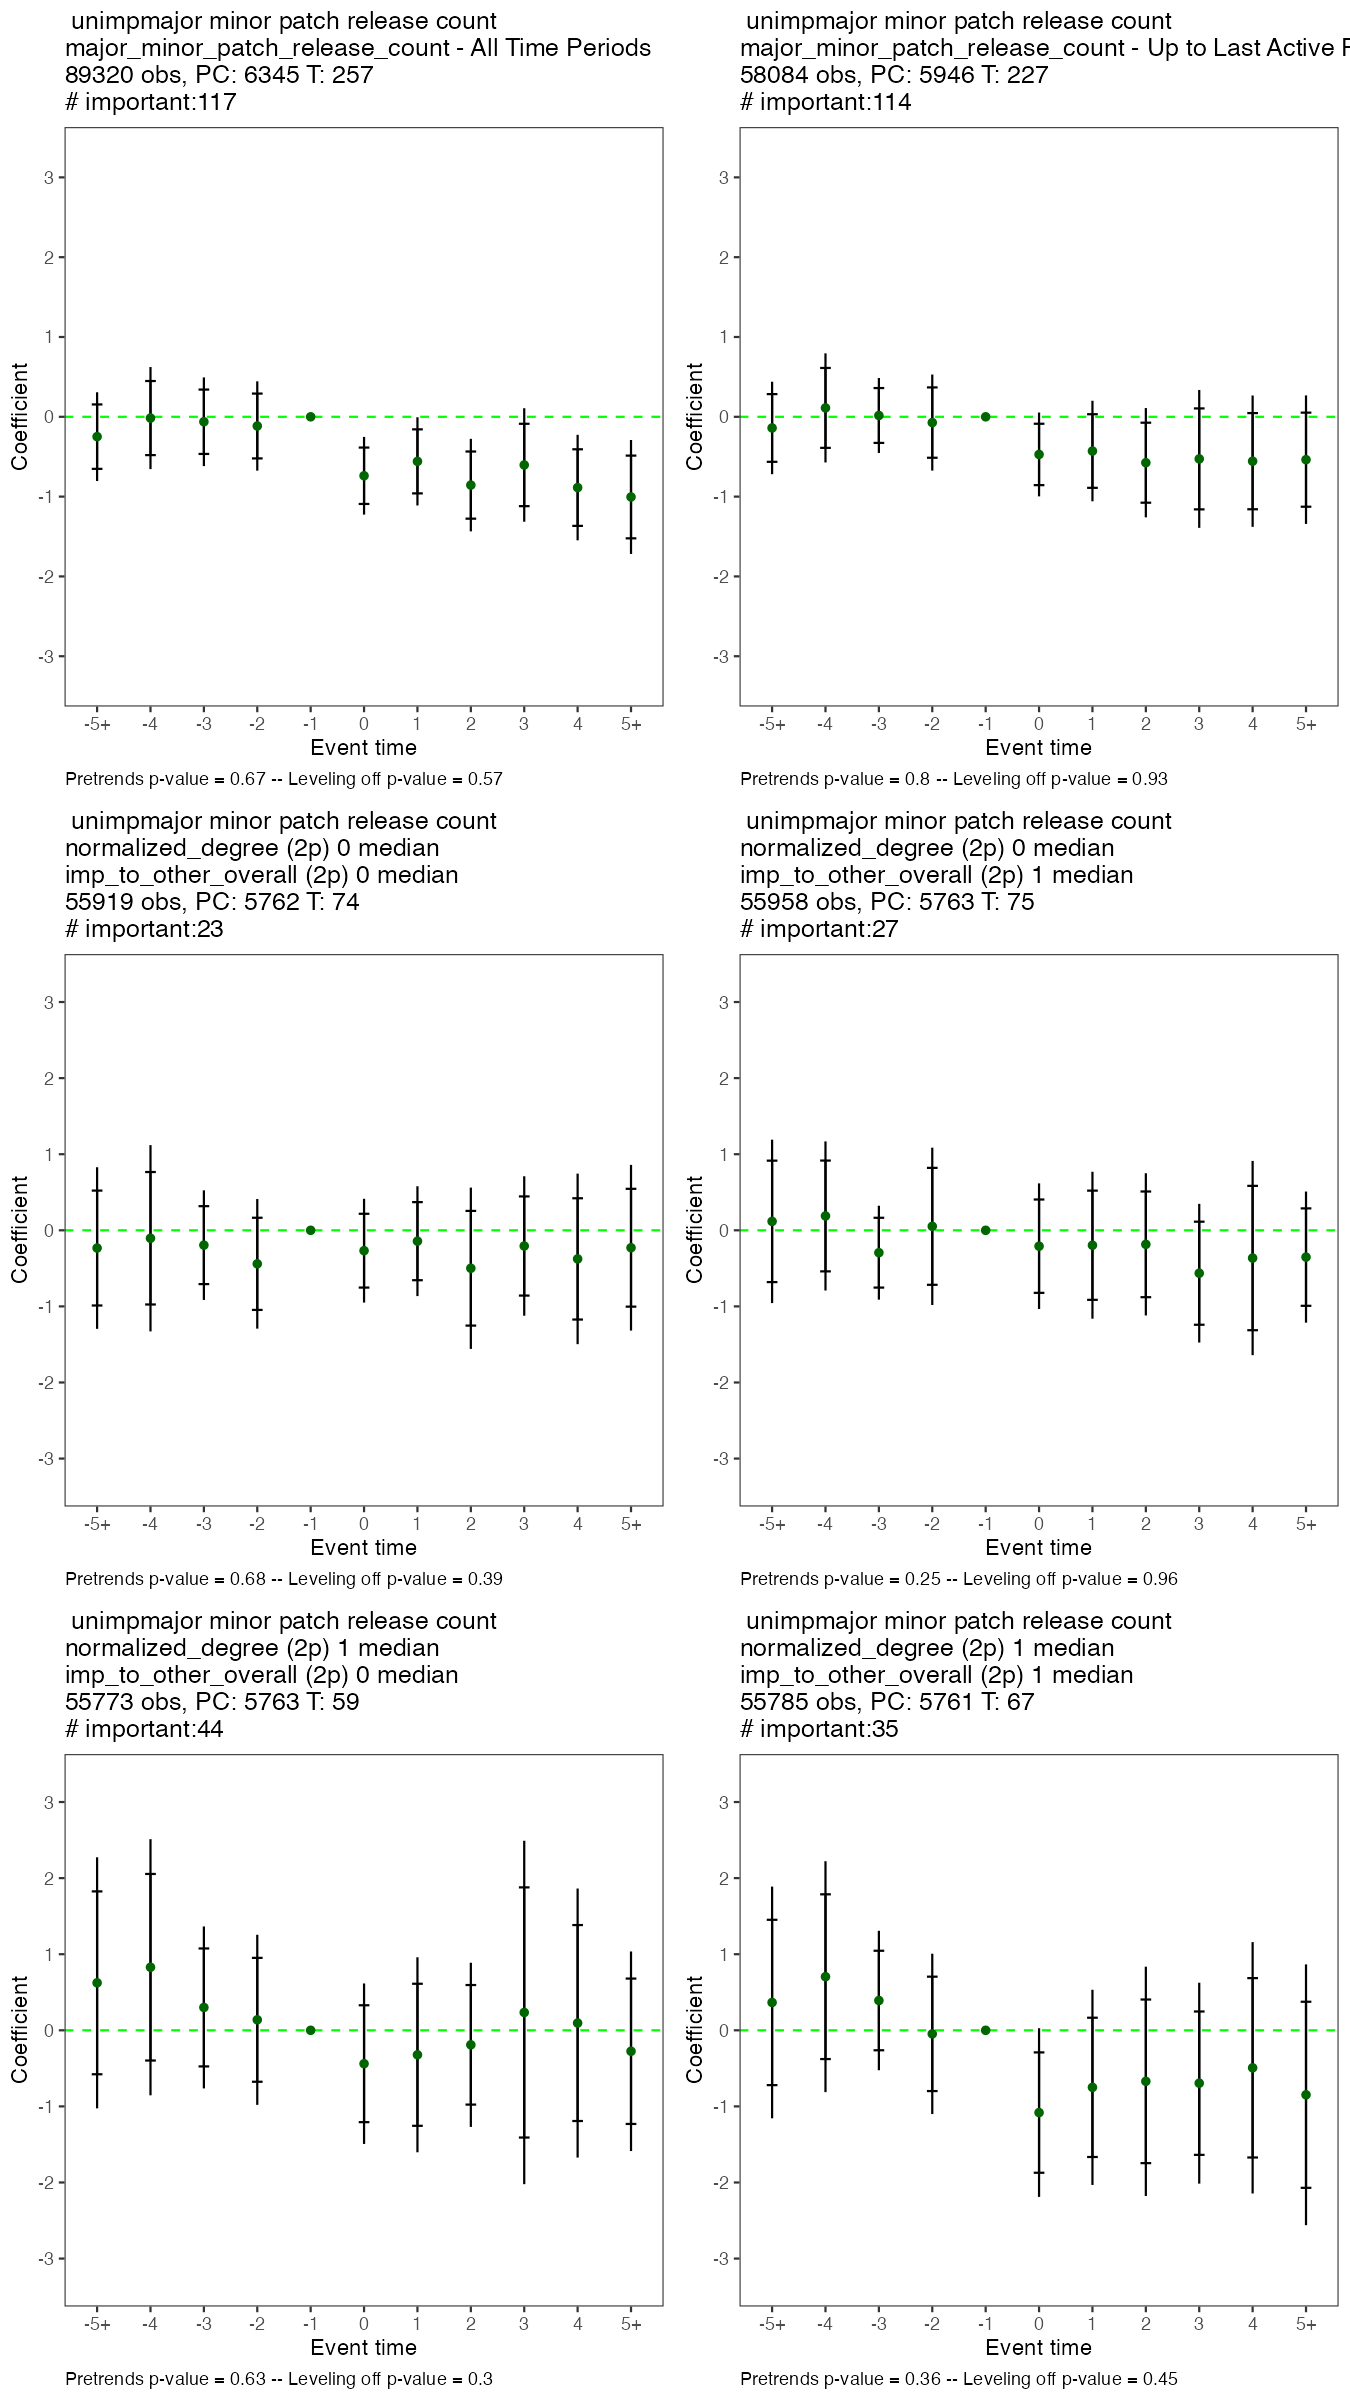 unimpmajor minor patch release count
major_minor_patch_release_count - All Time Periods
89320 obs, PC: 6345 T: 257
# important:117
3
2
1
0
-1
-2
-3
Coefficient
-5+ -4 -3 -2 -1 0 1 2 3 4 5+
Event time
Pretrends p-value = 0.67 -- Leveling off p-value = 0.57
unimpmajor minor patch release count
major_minor_patch_release_count - Up to Last Active
58084 obs, PC: 5946 T: 227
# important:114
3
2
1
0
-1
-2
-3
Coefficient
-5+ -4 -3 -2 -1 0 1 2 3 4 5+
Event time
Pretrends p-value = 0.8 -- Leveling off p-value = 0.93
unimpmajor minor patch release count
normalized_degree (2p) 0 median
imp_to_other_overall (2p) 0 median
55919 obs, PC: 5762 T: 74
# important:23
3
2
1
0
-1
-2
-3
Coefficient
-5+ -4 -3 -2 -1 0 1 2 3 4 5+
Event time
Pretrends p-value = 0.68 -- Leveling off p-value = 0.39
unimpmajor minor patch release count
normalized_degree (2p) 0 median
imp_to_other_overall (2p) 1 median
55958 obs, PC: 5763 T: 75
# important:27
3
2
1
0
-1
-2
-3
Coefficient
-5+ -4 -3 -2 -1 0 1 2 3 4 5+
Event time
Pretrends p-value = 0.25 -- Leveling off p-value = 0.96
unimpmajor minor patch release count
normalized_degree (2p) 1 median
imp_to_other_overall (2p) 0 median
55773 obs, PC: 5763 T: 59
# important:44
3
2
1
0
-1
-2
-3
Coefficient
-5+ -4 -3 -2 -1 0 1 2 3 4 5+
Event time
Pretrends p-value = 0.63 -- Leveling off p-value = 0.3
unimpmajor minor patch release count
normalized_degree (2p) 1 median
imp_to_other_overall (2p) 1 median
55785 obs, PC: 5761 T: 67
# important:35
3
2
1
0
-1
-2
-3
Coefficient
-5+ -4 -3 -2 -1 0 1 2 3 4 5+
Event time
Pretrends p-value = 0.36 -- Leveling off p-value = 0.45